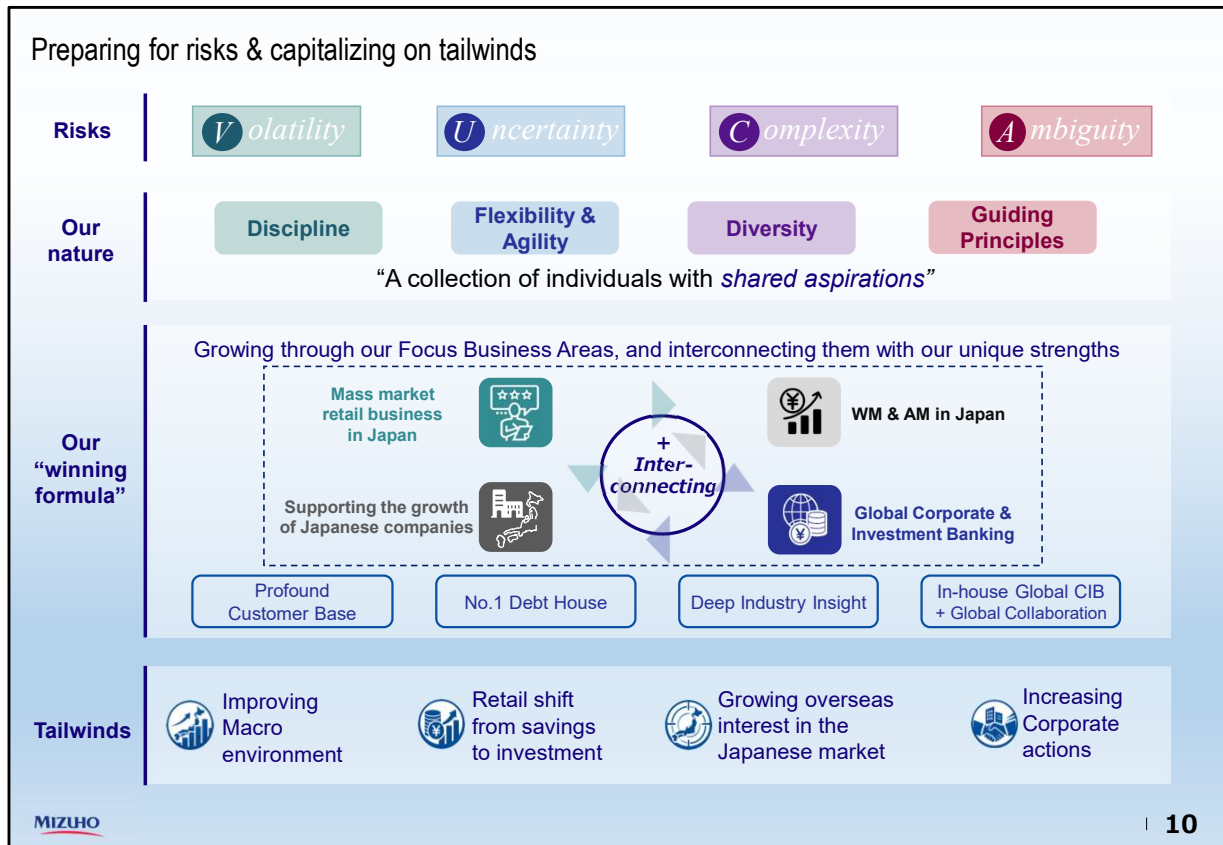 Preparing for risks & capitalizing on tailwinds
Risks
Volatility
Uncertainty
Complexity
Ambiguity
Our
nature
Discipline
Flexibility &
Agility
Diversity
Guiding
Principles
“A collection of individuals with shared aspirations”
Our
“winning
formula”
Growing through our Focus Business Areas, and interconnecting them with our unique strengths
Mass market
retail business
in Japan
WM & AM in Japan
+
Inter-
connecting
Supporting the growth
of Japanese companies
Global Corporate &
Investment Banking
Profound
Customer Base
No.1 Debt House
Deep Industry Insight
In-house Global CIB
+ Global Collaboration
Tailwinds
Improving
Macro
environment
Retail shift
from savings
to investment
Growing overseas
interest in the
Japanese market
Increasing
Corporate
actions
MIZUHO
10